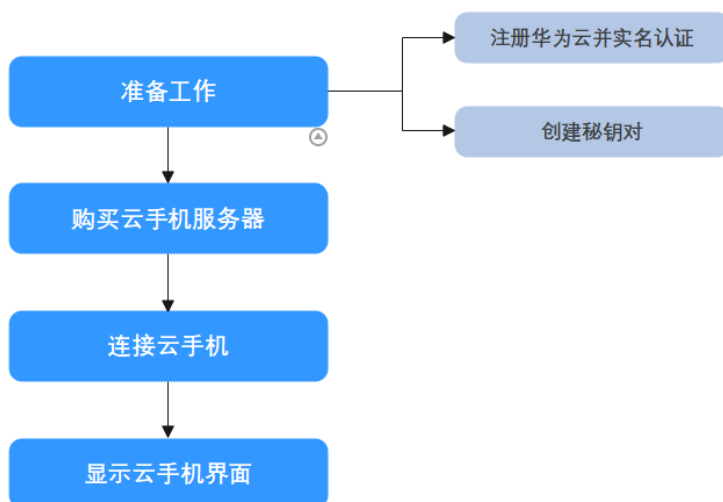 准备工作
注册华为云并实名认证
创建秘钥对
购买云手机服务器
连接云手机
显示云手机界面